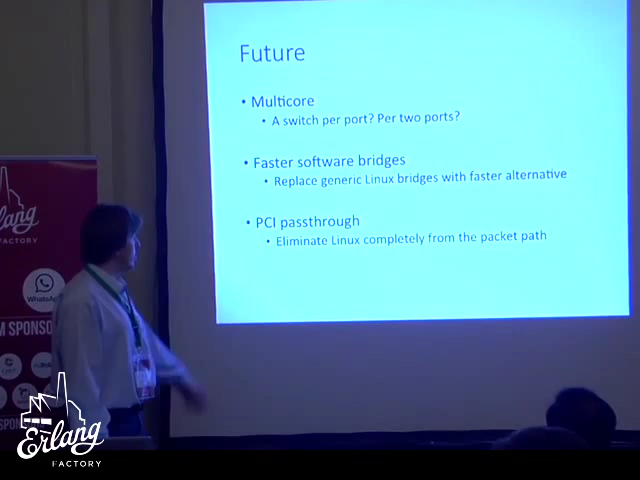 Future
• Multicore
• A switch per port? Per two ports?
• Faster software bridges
• Replace generic Linux bridges with faster alternative
• PCI passthrough
• Eliminate Linux completely from the packet path
FACTORY
WhatsApp
M SPONSO
Erlang
FACTORY